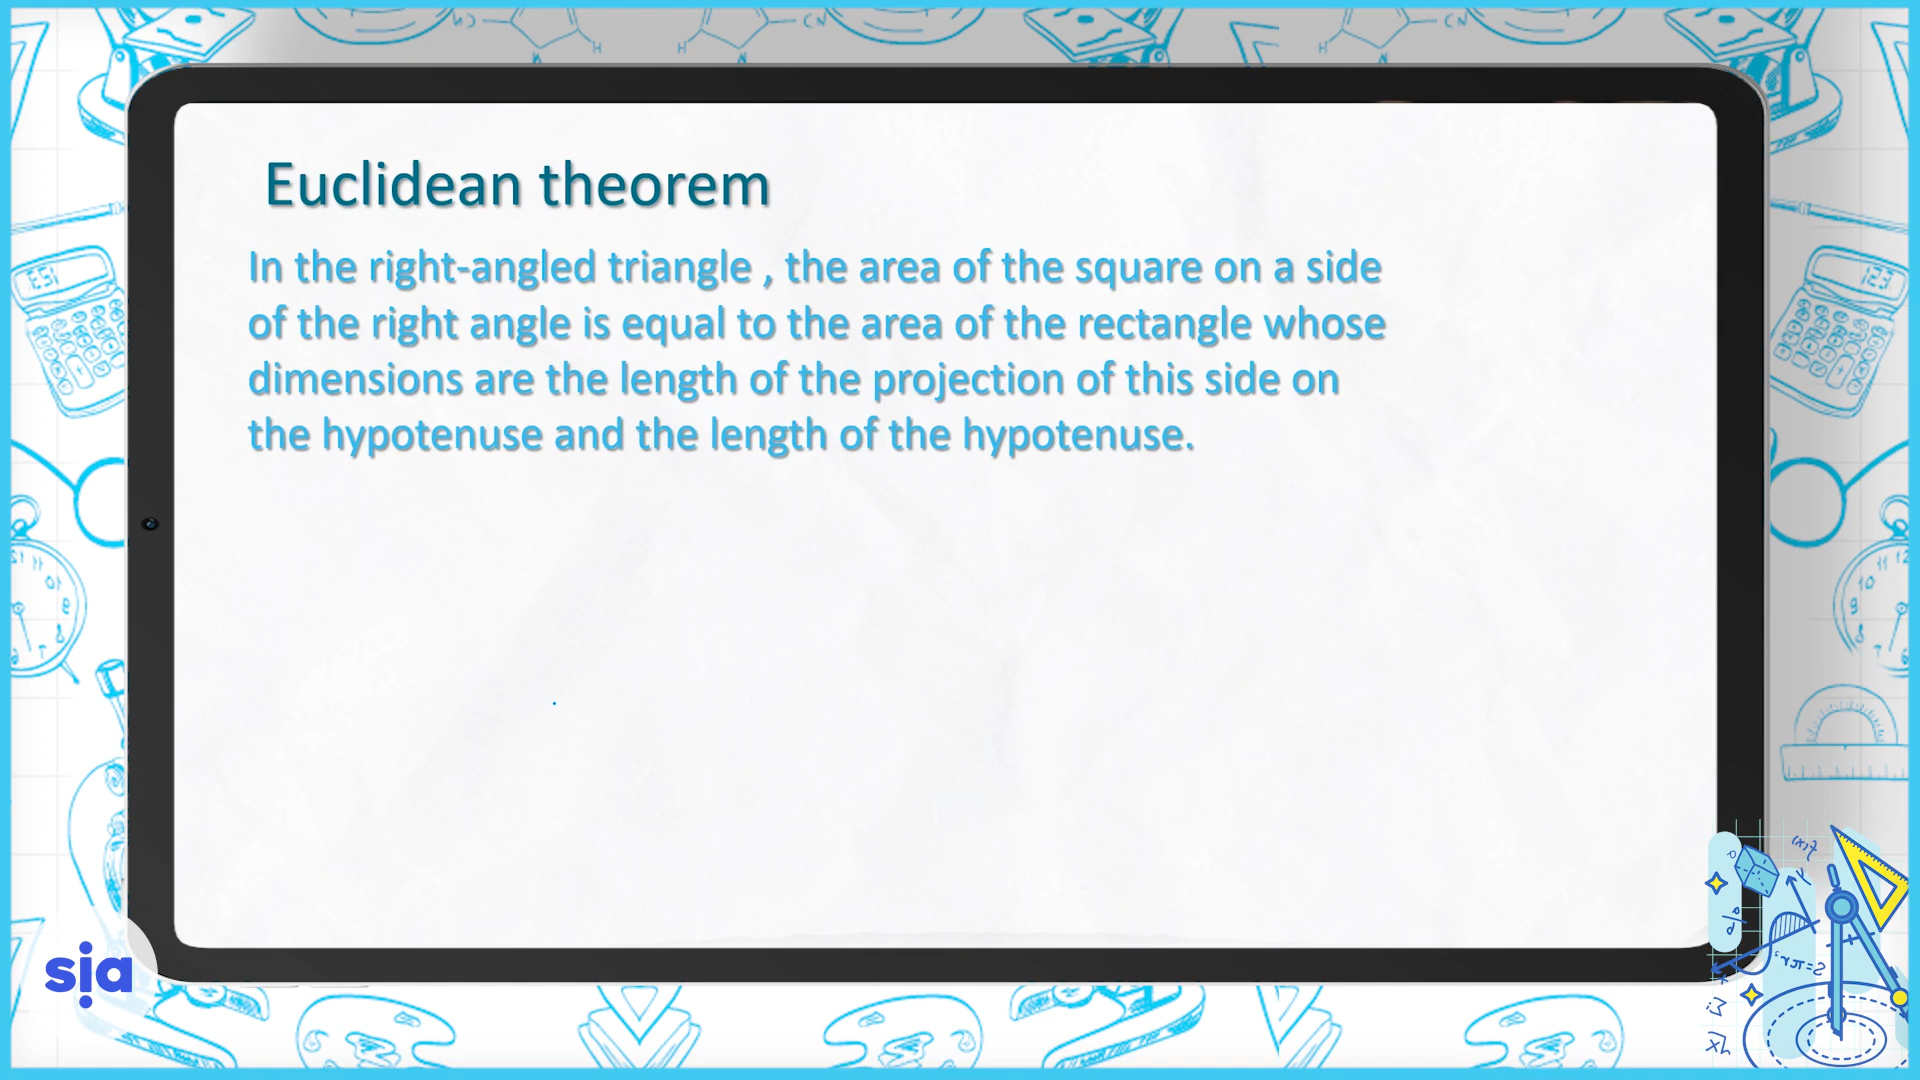 Euclidean theorem
In the right-angled triangle , the area of the square on a side
of the right angle is equal to the area of the rectangle whose
dimensions are the length of the projection of this side on
the hypotenuse and the length of the hypotenuse.
sia